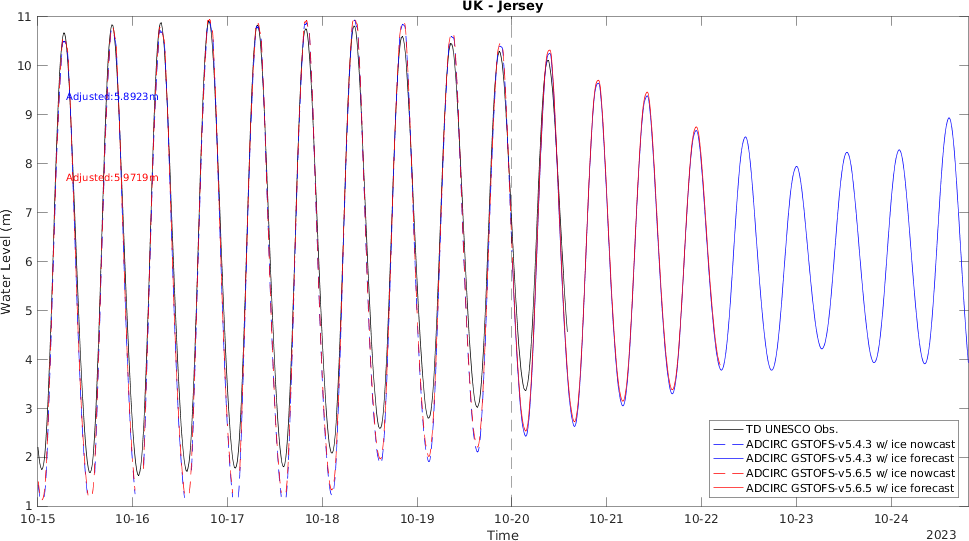 UK - Jersey
11
10
9
8
7
6
5
4
3
2
1
Water Level (m)
Adjusted:5.8923m
Adjusted:5.9719m
TD UNESCO Obs.
ADCIRC GSTOFS-v5.4.3 w/ ice nowcast
ADCIRC GSTOFS-v5.4.3 w/ ice forecast
ADCIRC GSTOFS-v5.6.5 w/ ice nowcast
ADCIRC GSTOFS-v5.6.5 w/ ice forecast
10-15 10-16 10-17 10-18 10-19 10-20 10-21 10-22 10-23 10-24
Time
2023